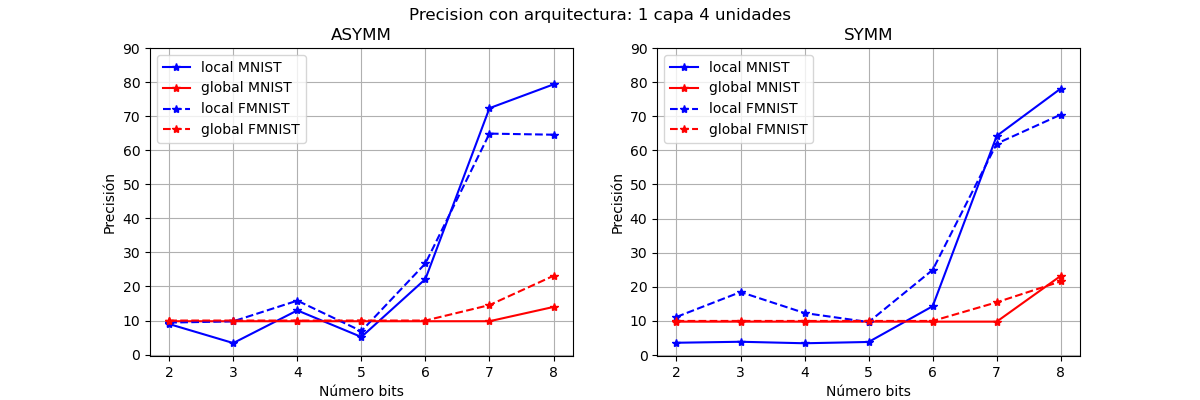 Precision con arquitectura: 1 capa 4 unidades
ASYMM
90
80
70
60
50
40
30
20
10
0
Precisión
local MNIST
global MNIST
local FMNIST
global FMNIST
2 3 4 5 6 7 8
Número bits
SYMM
90
80
70
60
50
40
30
20
10
0
Precisión
local MNIST
global MNIST
local FMNIST
global FMNIST
2 3 4 5 6 7 8
Número bits